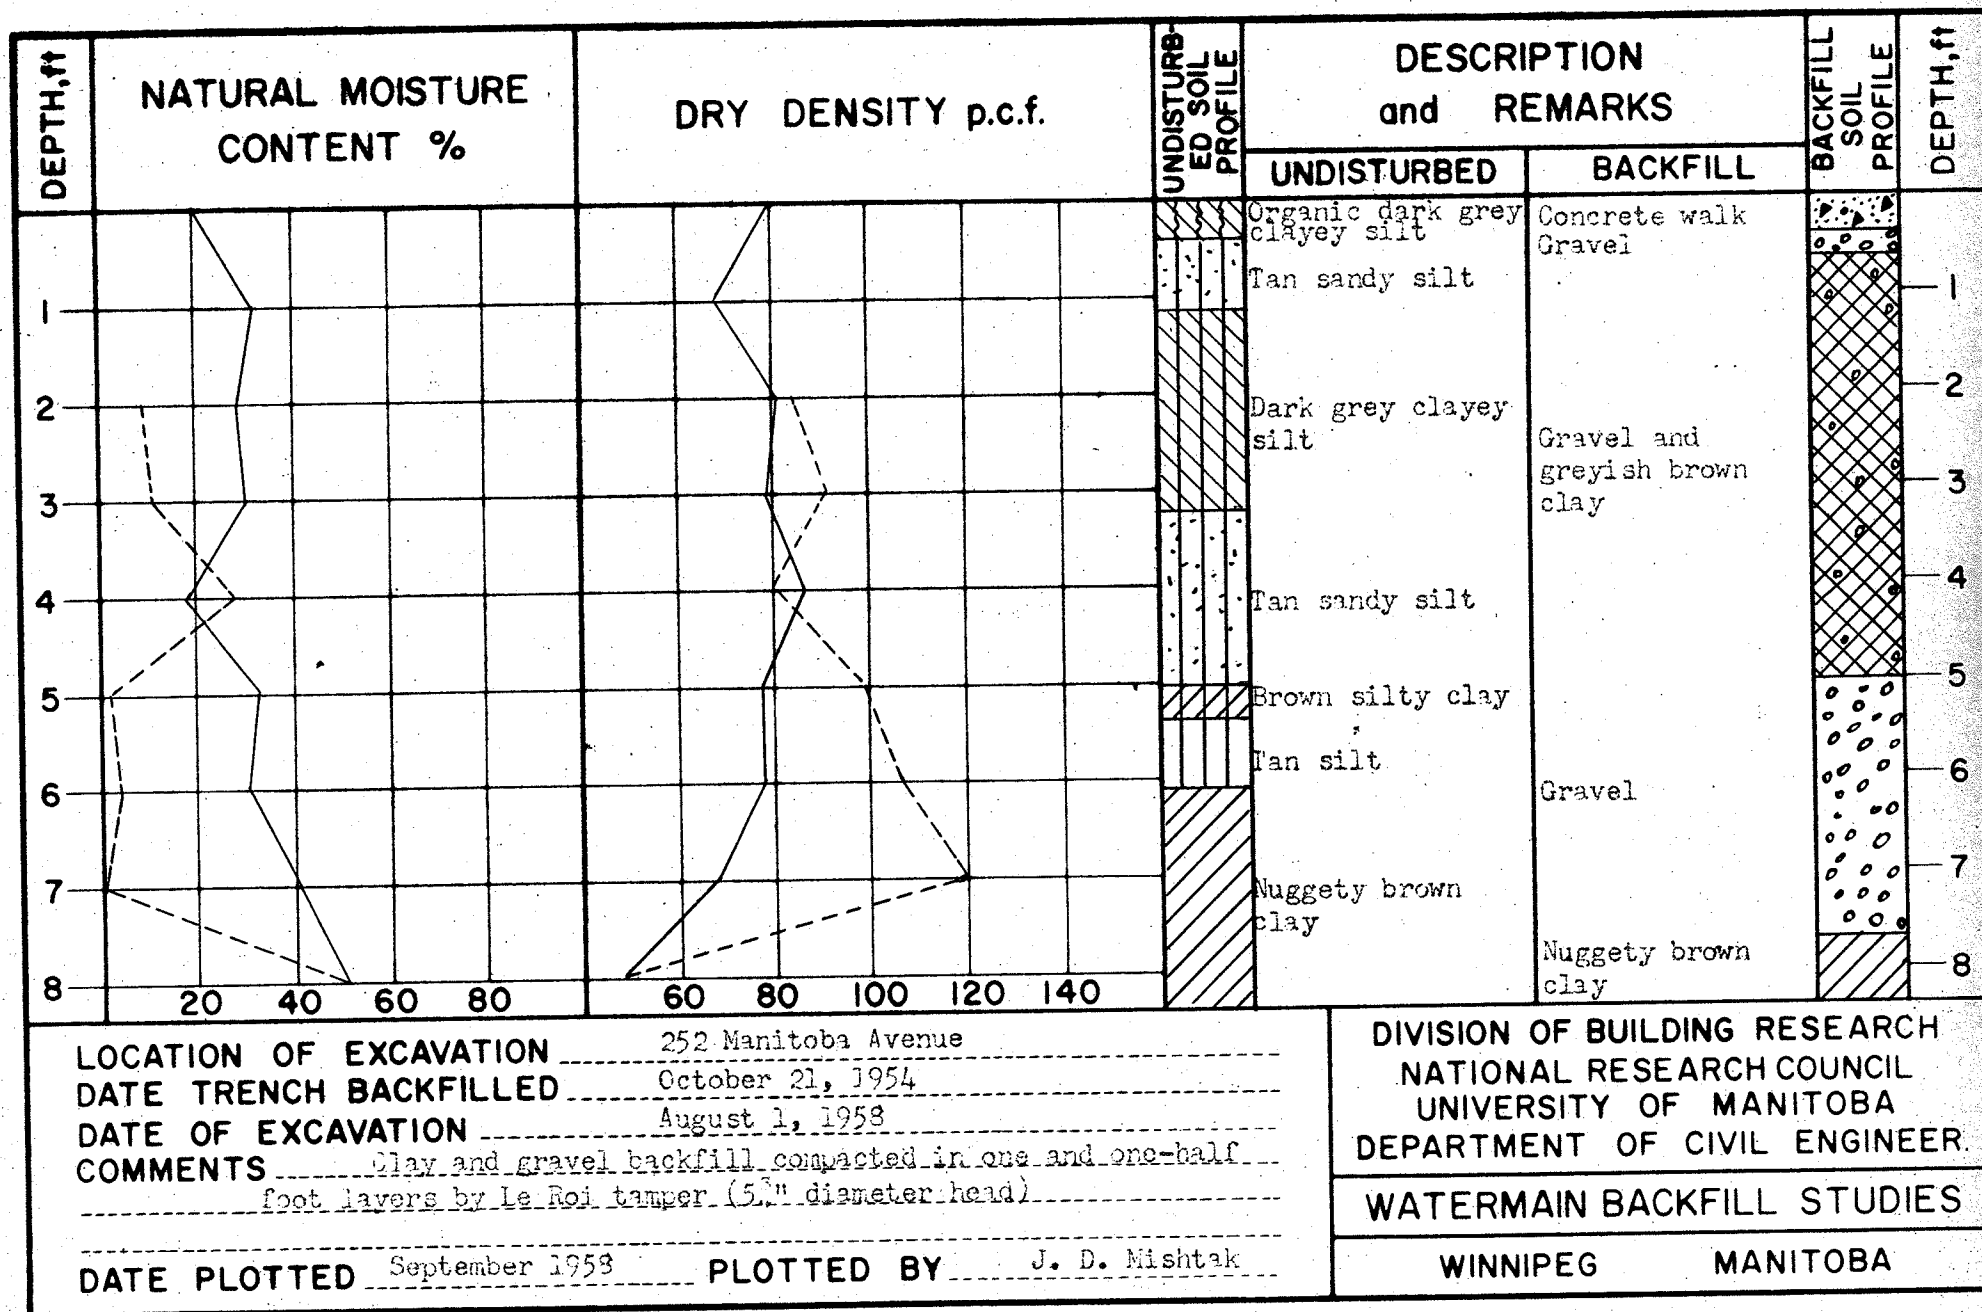 DEPTH, ft
NATURAL MOISTURE
CONTENT %
DRY DENSITY p.c.f.
UNDISTURB-
ED SOIL
PROFILE
DESCRIPTION
and REMARKS
UNDISTURBED
BACKFILL
BACKFILL
SOIL
PROFILE
DEPTH, ft
Organic dark grey
clayey silt
Tan sandy silt
Dark grey clayey
silt
Tan sandy silt
Brown silty clay
Tan silt
Nuggety brown
clay
Concrete walk
Gravel
Gravel and
greyish brown
clay
Gravel
Nuggety brown
clay
1
2
3
4
5
6
7
8
1
2
3
4
5
6
7
8
20 40 60 80
60 80 100 120 140
LOCATION OF EXCAVATION 252 Manitoba Avenue
DATE TRENCH BACKFILLED October 21, 1954
DATE OF EXCAVATION August 1, 1958
COMMENTS Clay and gravel backfill compacted in one and one-half
foot layers by Le Roi tamper ( diameter head)
DATE PLOTTED September 1958 PLOTTED BY J. D. Mishtak
DIVISION OF BUILDING RESEARCH
NATIONAL RESEARCH COUNCIL
UNIVERSITY OF MANITOBA
DEPARTMENT OF CIVIL ENGINEER.
WATERMAIN BACKFILL STUDIES
WINNIPEG MANITOBA